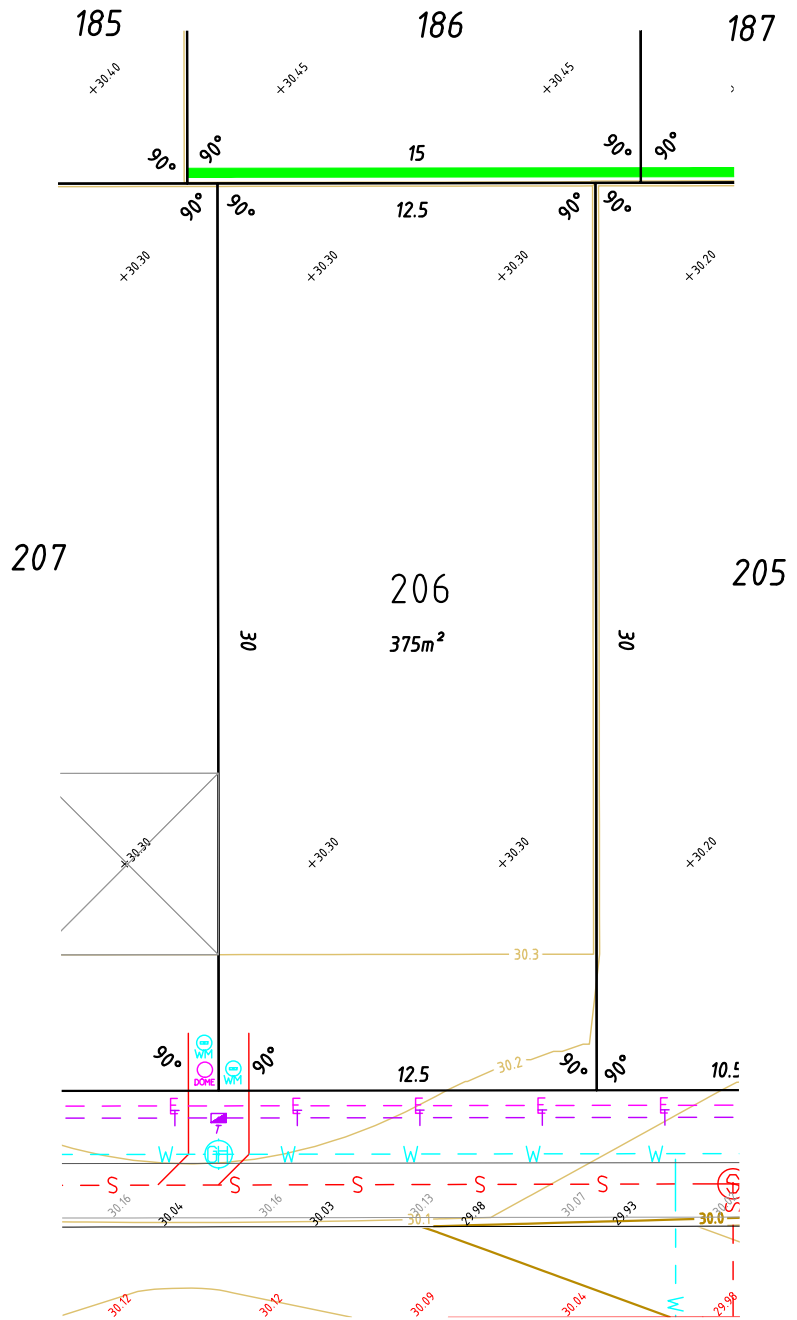 185 186 187
+30.40 +30.45 +30.45
90° 90° 15 90° 90°
90° 90° 12.5 90° 90°
+30.30 +30.30 +30.30 +30.20
207 206 205
375m²
30 30
+30.30 +30.30 +30.30 +30.20
30.3
WM
30.2
90° DOME WM 90° 12.5 90° 90° 10.5
E E E E E
T T T T T
T
W W W W W
S S S S S S
30.16 30.16 30.13 30.07
S
30.04 30.03 30.1 29.98 29.93 30.0
30.12 30.12 30.09 30.04 W 29.98